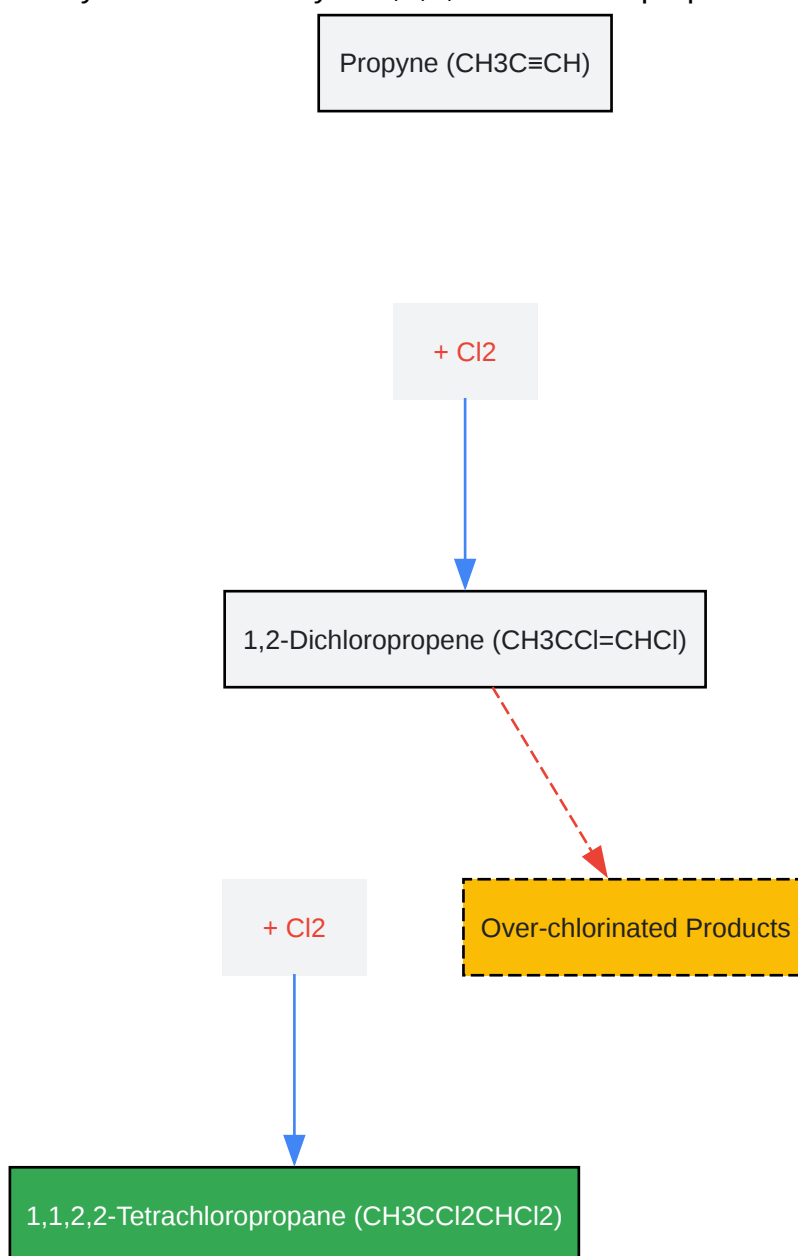 Propyne (CH3C≡CH)
+ Cl2
1,2-Dichloropropene (CH3CCl=CHCl)
+ Cl2
Over-chlorinated Products
1,1,2,2-Tetrachloropropane (CH3CCl2CHCl2)